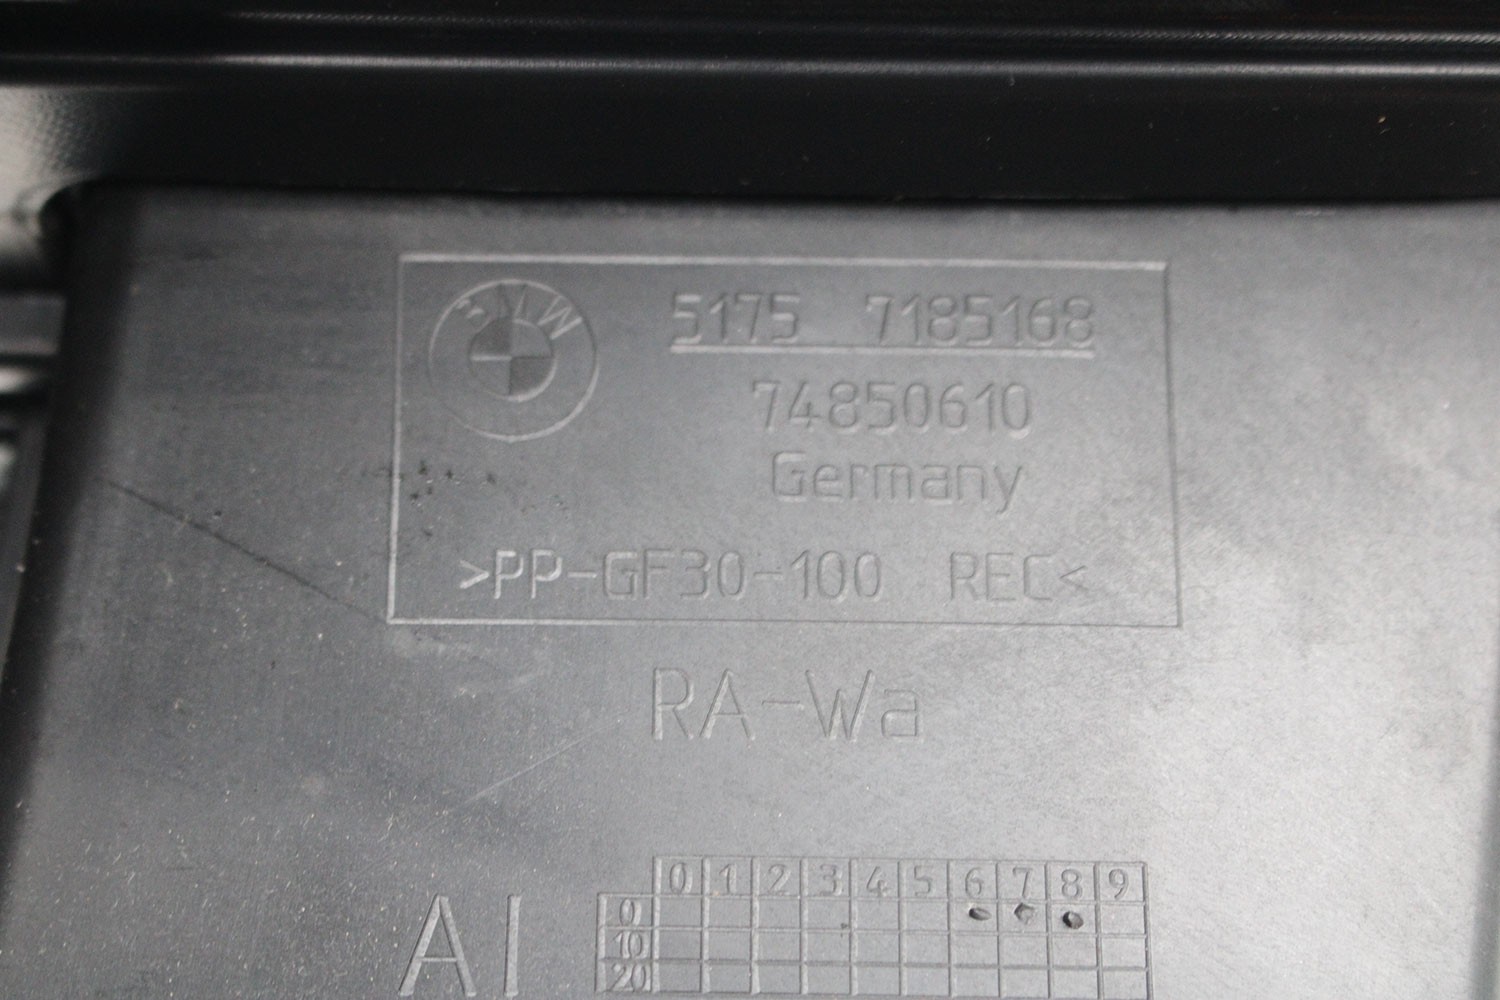 BMW
5175 7185168
74850610
Germany
>PP-GF30-100 REC<
RA-Wa
AI
0 1 2 3 4 5 6 7 8 9
0
10
20